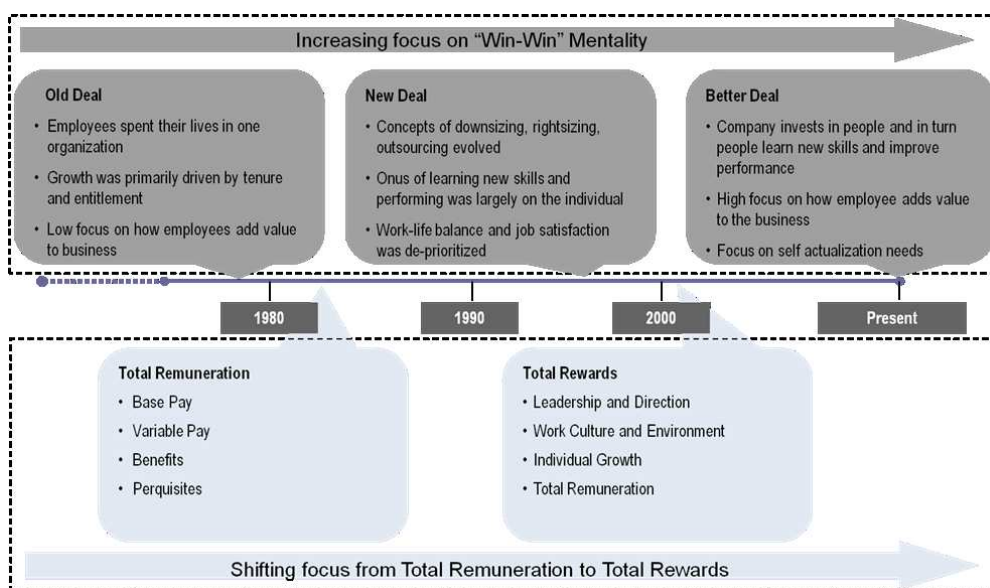 Increasing focus on “Win-Win” Mentality
Old Deal
• Employees spent their lives in one
organization
• Growth was primarily driven by tenure
and entitlement
• Low focus on how employees add value
to business
New Deal
• Concepts of downsizing, rightsizing,
outsourcing evolved
• Onus of learning new skills and
performing was largely on the individual
• Work-life balance and job satisfaction
was de-prioritized
Better Deal
• Company invests in people and in turn
people learn new skills and improve
performance
• High focus on how employee adds value
to the business
• Focus on self actualization needs
1980
1990
2000
Present
Total Remuneration
• Base Pay
• Variable Pay
• Benefits
• Perquisites
Total Rewards
• Leadership and Direction
• Work Culture and Environment
• Individual Growth
• Total Remuneration
Shifting focus from Total Remuneration to Total Rewards